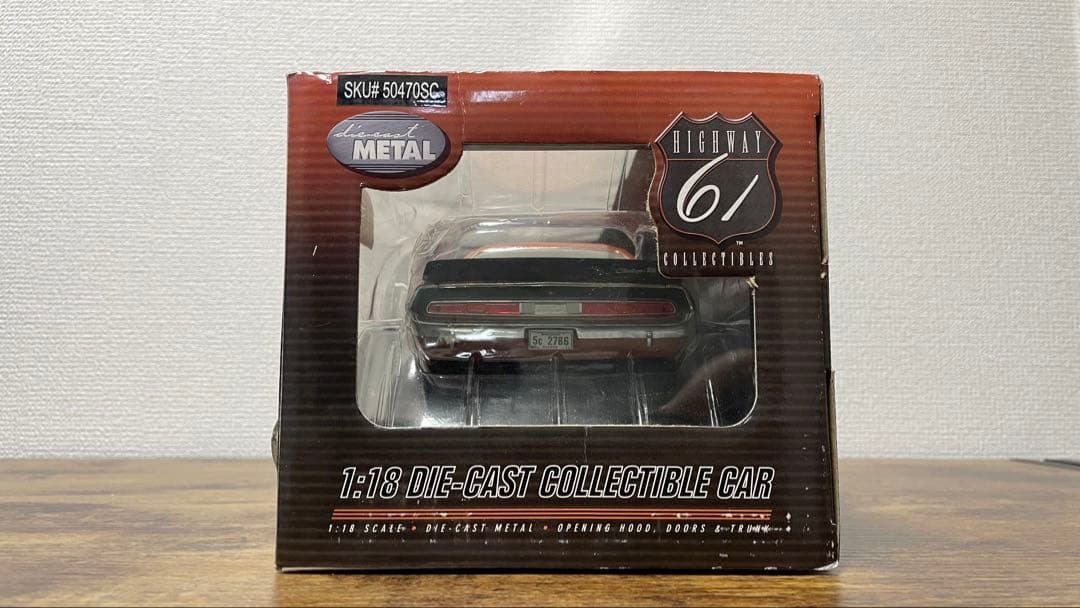 SKU# 50470SC
die-cast
METAL
HIGHWAY
61
™
COLLECTIBLES
5c 2786
1:18 DIE-CAST COLLECTIBLE CAR
1:18 SCALE • DIE-CAST METAL • OPENING HOOD, DOORS & TRUNK